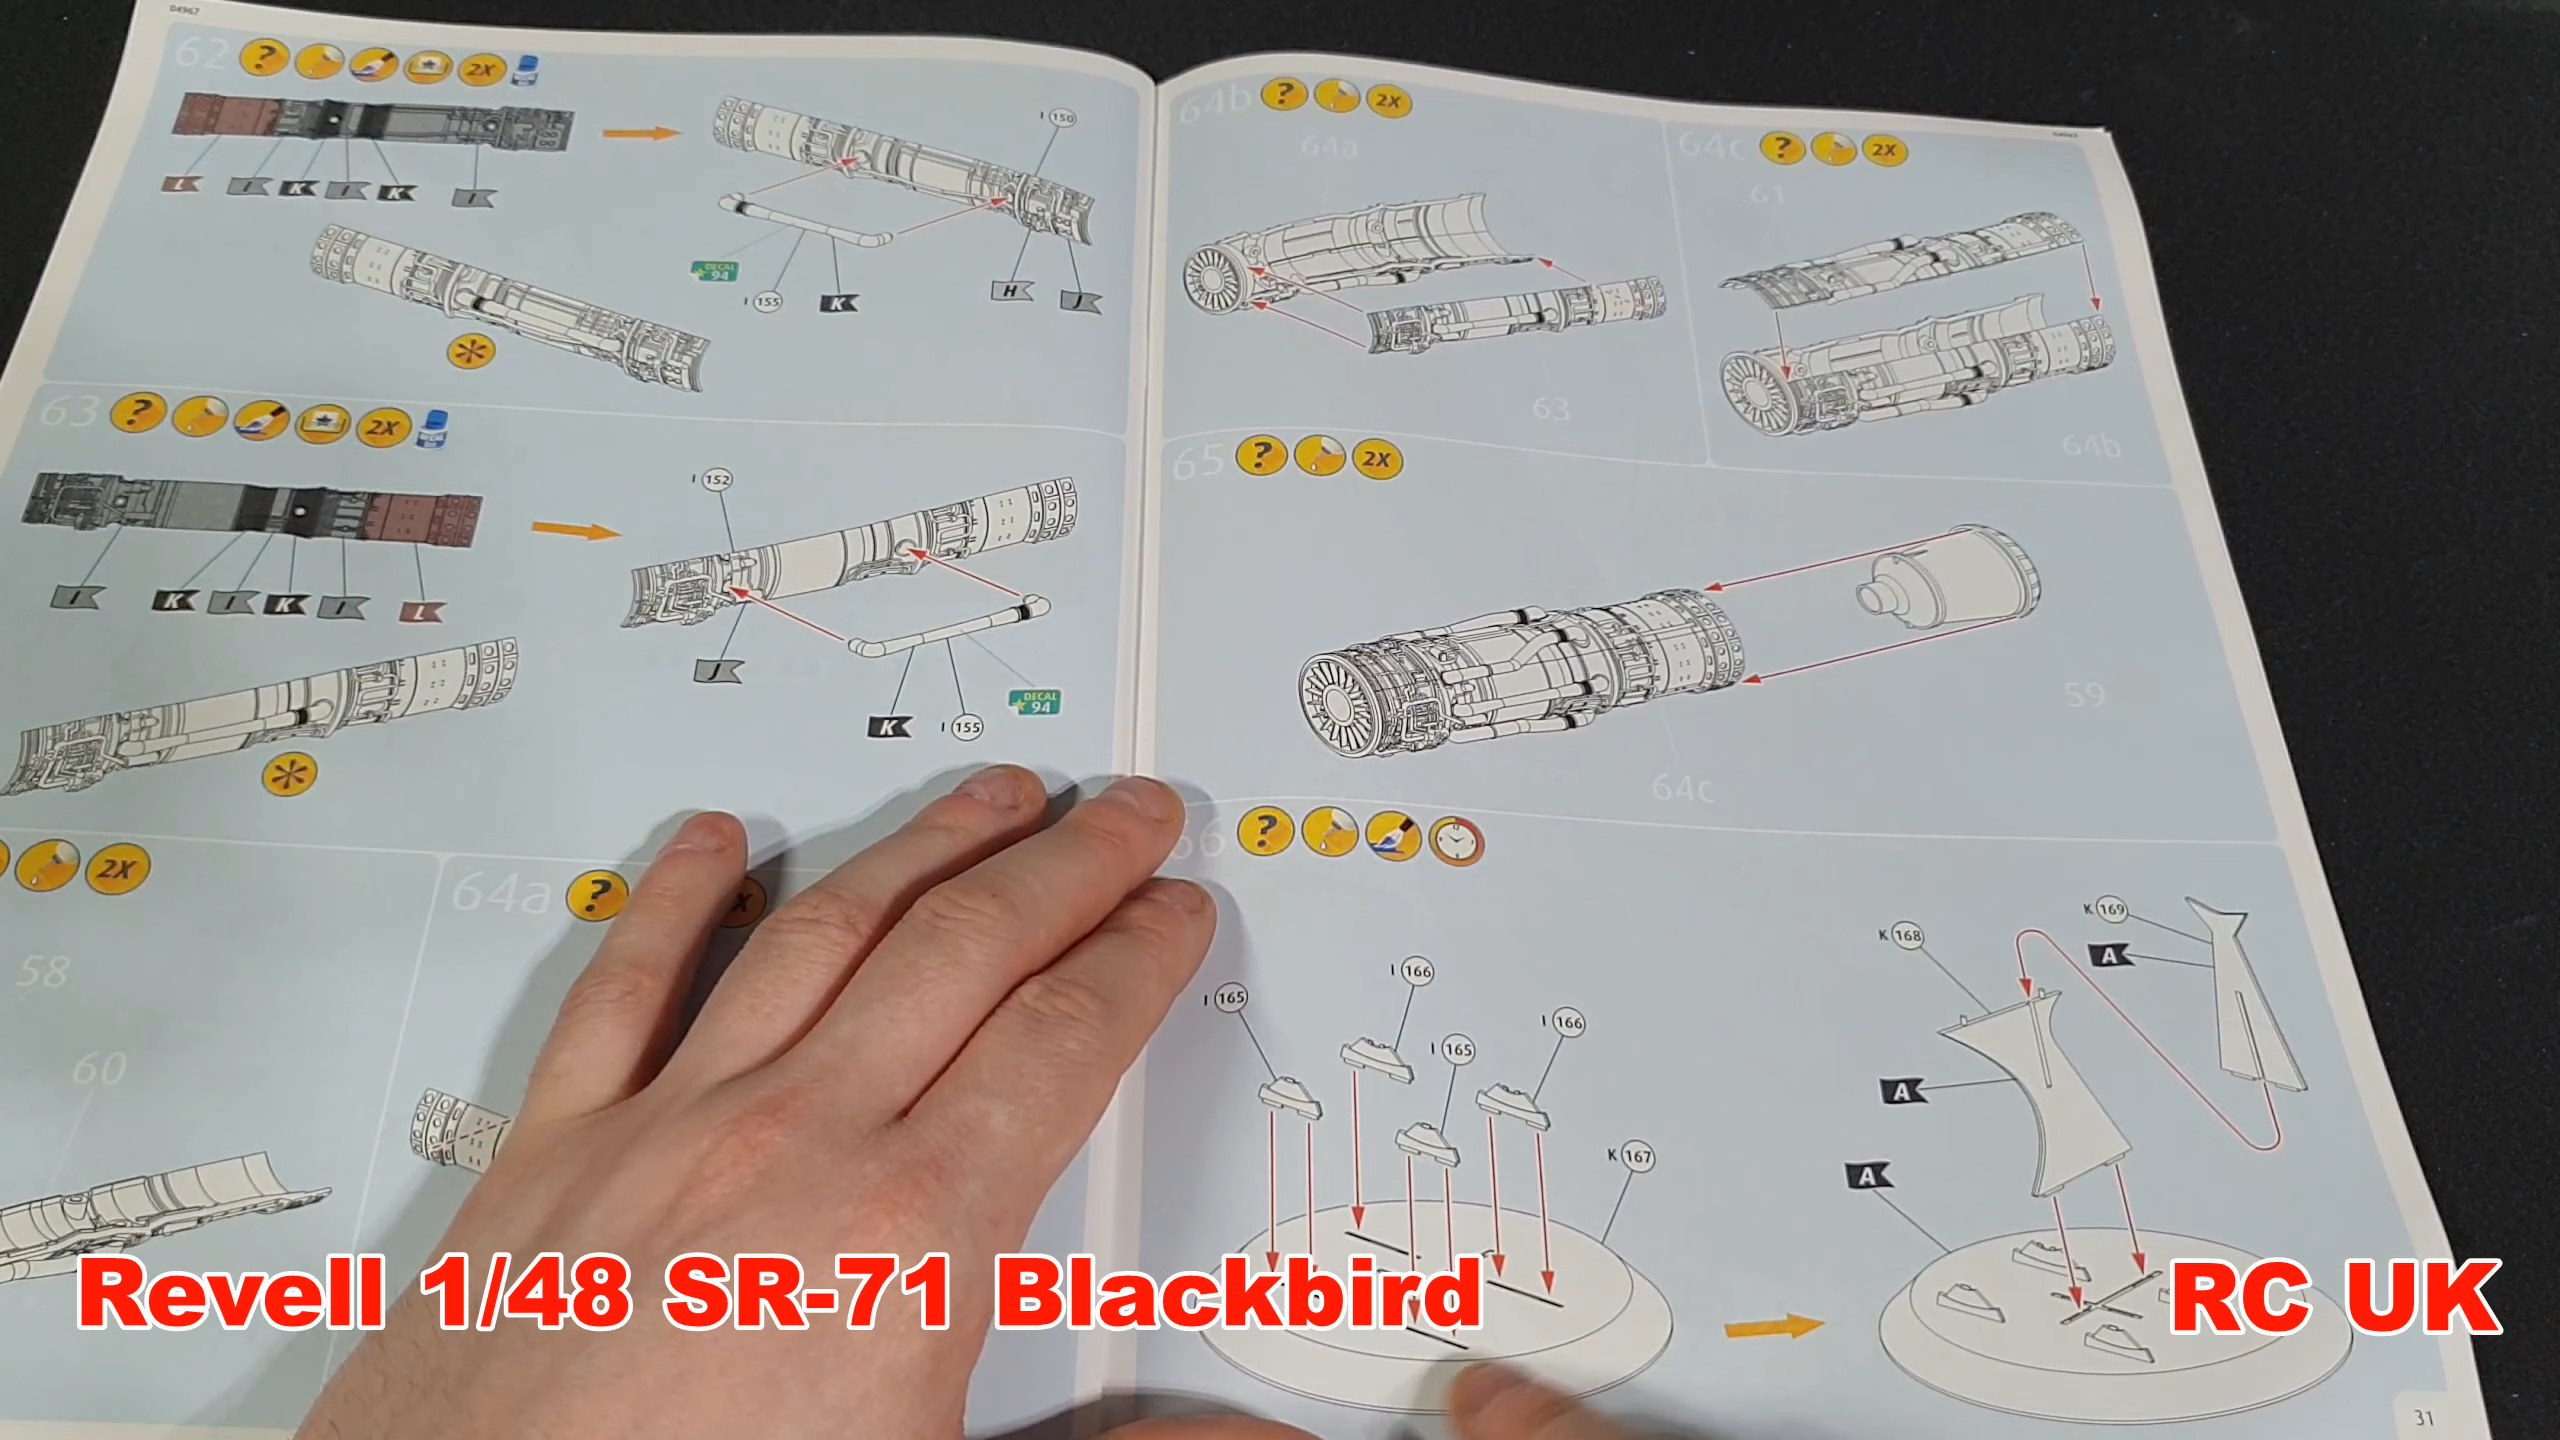 04967
62 ? 2X
I 150
L I K I K I
DECAL 94
I 155 K H J
63 ? 2X
I 152
I K I K I L
J
DECAL 94
K I 155
2X
58
60
64a ?
64b ? 2X
64a
63
64c ? 2X
61
64b
65 ? 2X
59
64c
66 ?
I 165
I 166
I 165
I 166
K 167
K 168
K 169
A
A
A
31
Revell 1/48 SR-71 Blackbird
RC UK